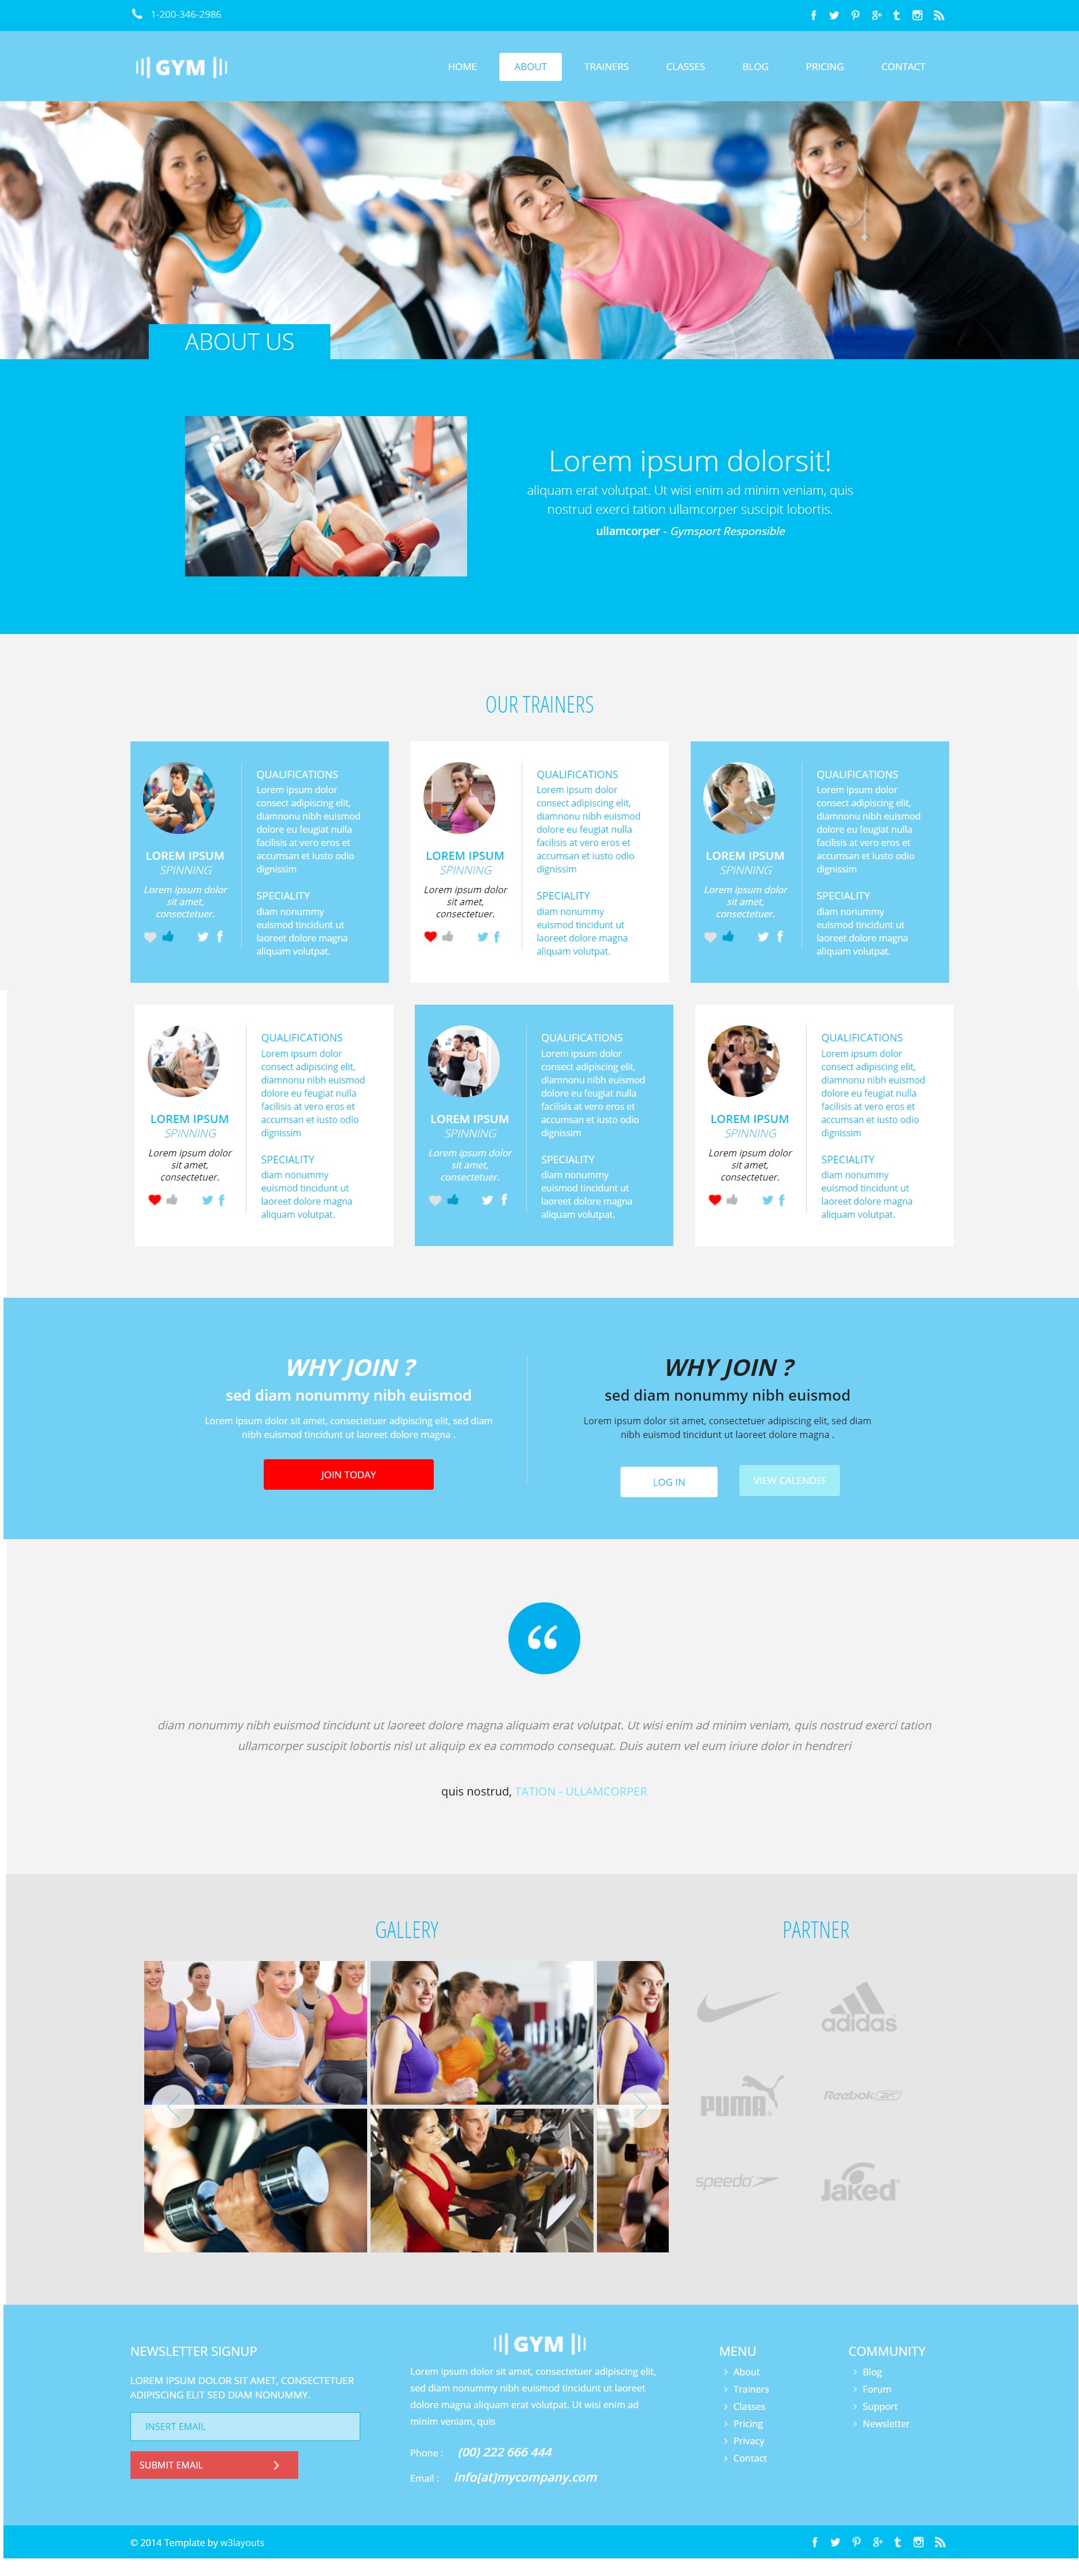 1-200-346-2986
GYM
HOME ABOUT TRAINERS CLASSES BLOG PRICING CONTACT
ABOUT US
Lorem ipsum dolorsit!
aliquam erat volutpat. Ut wisi enim ad minim veniam, quis
nostrud exerci tation ullamcorper suscipit lobortis.
ullamcorper - Gymsport Responsible
OUR TRAINERS
LOREM IPSUM
SPINNING
Lorem ipsum dolor
sit amet,
consectetuer.
QUALIFICATIONS
Lorem ipsum dolor
consect adipiscing elit,
diamnonu nibh euismod
dolore eu feugiat nulla
facilisis at vero eros et
accumsan et iusto odio
dignissim
SPECIALITY
diam nonummy
euismod tincidunt ut
laoreet dolore magna
aliquam volutpat.
LOREM IPSUM
SPINNING
Lorem ipsum dolor
sit amet,
consectetuer.
QUALIFICATIONS
Lorem ipsum dolor
consect adipiscing elit,
diamnonu nibh euismod
dolore eu feugiat nulla
facilisis at vero eros et
accumsan et iusto odio
dignissim
SPECIALITY
diam nonummy
euismod tincidunt ut
laoreet dolore magna
aliquam volutpat.
LOREM IPSUM
SPINNING
Lorem ipsum dolor
sit amet,
consectetuer.
QUALIFICATIONS
Lorem ipsum dolor
consect adipiscing elit,
diamnonu nibh euismod
dolore eu feugiat nulla
facilisis at vero eros et
accumsan et iusto odio
dignissim
SPECIALITY
diam nonummy
euismod tincidunt ut
laoreet dolore magna
aliquam volutpat.
LOREM IPSUM
SPINNING
Lorem ipsum dolor
sit amet,
consectetuer.
QUALIFICATIONS
Lorem ipsum dolor
consect adipiscing elit,
diamnonu nibh euismod
dolore eu feugiat nulla
facilisis at vero eros et
accumsan et iusto odio
dignissim
SPECIALITY
diam nonummy
euismod tincidunt ut
laoreet dolore magna
aliquam volutpat.
LOREM IPSUM
SPINNING
Lorem ipsum dolor
sit amet,
consectetuer.
QUALIFICATIONS
Lorem ipsum dolor
consect adipiscing elit,
diamnonu nibh euismod
dolore eu feugiat nulla
facilisis at vero eros et
accumsan et iusto odio
dignissim
SPECIALITY
diam nonummy
euismod tincidunt ut
laoreet dolore magna
aliquam volutpat.
LOREM IPSUM
SPINNING
Lorem ipsum dolor
sit amet,
consectetuer.
QUALIFICATIONS
Lorem ipsum dolor
consect adipiscing elit,
diamnonu nibh euismod
dolore eu feugiat nulla
facilisis at vero eros et
accumsan et iusto odio
dignissim
SPECIALITY
diam nonummy
euismod tincidunt ut
laoreet dolore magna
aliquam volutpat.
WHY JOIN ?
sed diam nonummy nibh euismod
Lorem ipsum dolor sit amet, consectetuer adipiscing elit, sed diam
nibh euismod tincidunt ut laoreet dolore magna .
JOIN TODAY
WHY JOIN ?
sed diam nonummy nibh euismod
Lorem ipsum dolor sit amet, consectetuer adipiscing elit, sed diam
nibh euismod tincidunt ut laoreet dolore magna .
LOG IN
VIEW CALENDEF
“
diam nonummy nibh euismod tincidunt ut laoreet dolore magna aliquam erat volutpat. Ut wisi enim ad minim veniam, quis nostrud exerci tation
ullamcorper suscipit lobortis nisl ut aliquip ex ea commodo consequat. Duis autem vel eum iriure dolor in hendreri
quis nostrud, TATION - ULLAMCORPER
GALLERY
PARTNER
adidas
PUMA
Reebok
speedo
Jaked
NEWSLETTER SIGNUP
LOREM IPSUM DOLOR SIT AMET, CONSECTETUER
ADIPISCING ELIT SED DIAM NONUMMY.
INSERT EMAIL
SUBMIT EMAIL
GYM
Lorem ipsum dolor sit amet, consectetuer adipiscing elit,
sed diam nonummy nibh euismod tincidunt ut laoreet
dolore magna aliquam erat volutpat. Ut wisi enim ad
minim veniam, quis
Phone : (00) 222 666 444
Email : info[at]mycompany.com
MENU
About
Trainers
Classes
Pricing
Privacy
Contact
COMMUNITY
Blog
Forum
Support
Newsletter
© 2014 Template by w3layouts